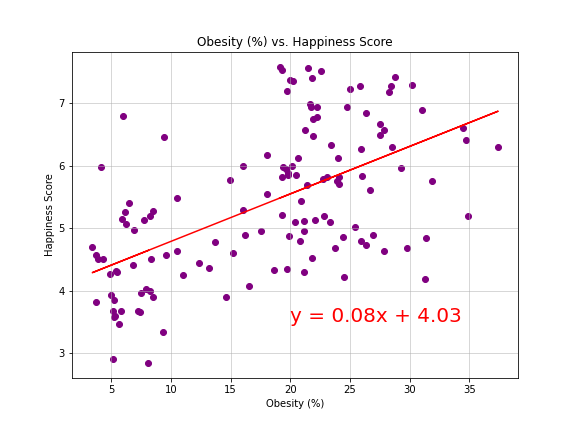 Obesity (%) vs. Happiness Score
7
6
5
4
3
Happiness Score
y = 0.08x + 4.03
5 10 15 20 25 30 35
Obesity (%)